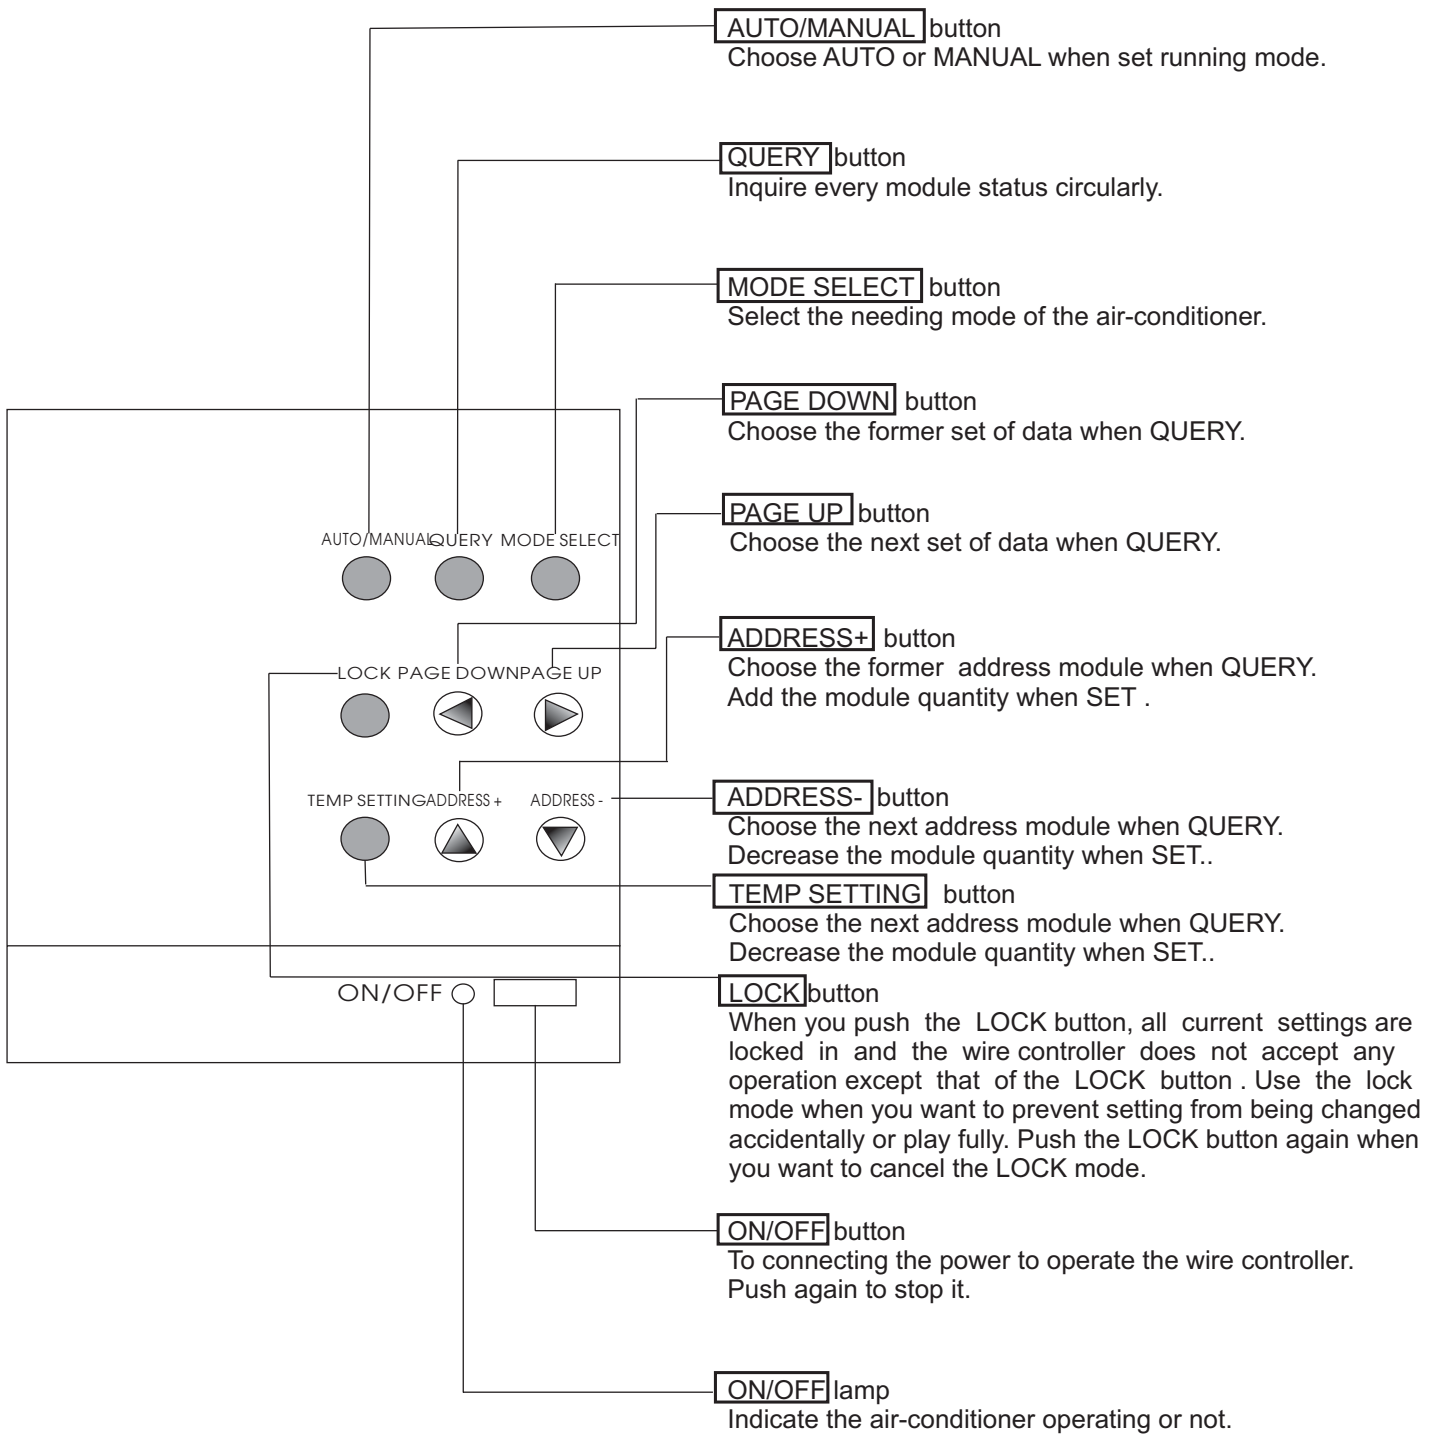 AUTO/MANUAL button
Choose AUTO or MANUAL when set running mode.
QUERY button
Inquire every module status circularly.
MODE SELECT button
Select the needing mode of the air-conditioner.
PAGE DOWN button
Choose the former set of data when QUERY.
PAGE UP button
Choose the next set of data when QUERY.
AUTO/MANUAL QUERY MODE SELECT
ADDRESS+ button
Choose the former address module when QUERY.
Add the module quantity when SET .
LOCK PAGE DOWN PAGE UP
TEMP SETTING ADDRESS + ADDRESS -
ADDRESS- button
Choose the next address module when QUERY.
Decrease the module quantity when SET..
TEMP SETTING button
Choose the next address module when QUERY.
Decrease the module quantity when SET..
ON/OFF
LOCK button
When you push the LOCK button, all current settings are
locked in and the wire controller does not accept any
operation except that of the LOCK button . Use the lock
mode when you want to prevent setting from being changed
accidentally or play fully. Push the LOCK button again when
you want to cancel the LOCK mode.
ON/OFF button
To connecting the power to operate the wire controller.
Push again to stop it.
ON/OFF lamp
Indicate the air-conditioner operating or not.